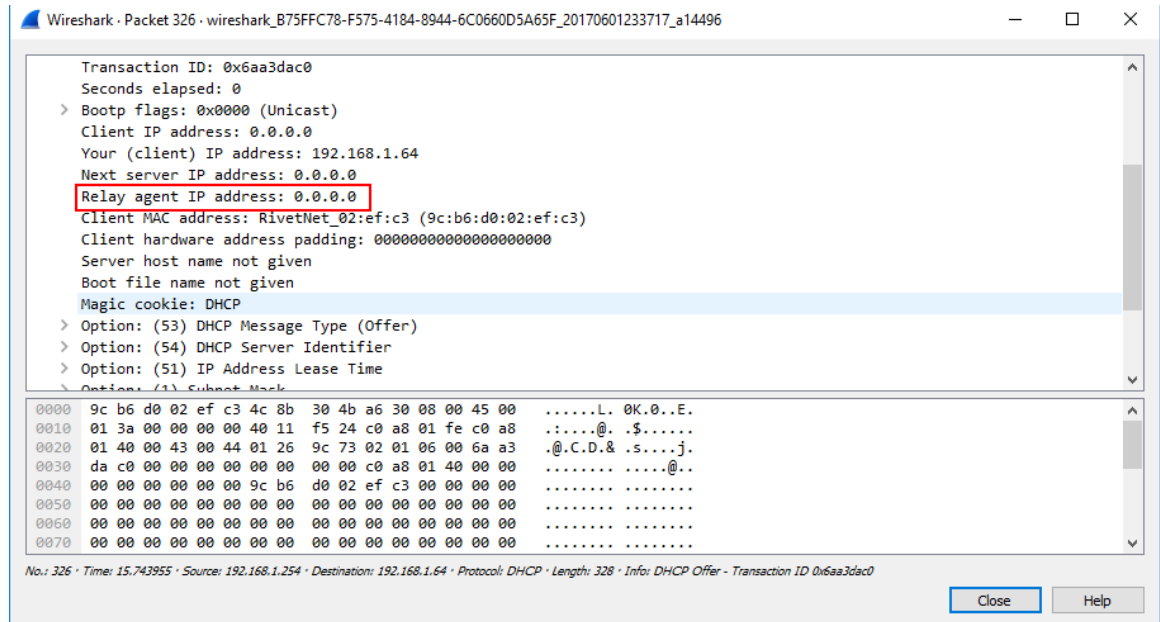 Wireshark · Packet 326 · wireshark_B75FFC78-F575-4184-8944-6C0660D5A65F_20170601233717_a14496
Transaction ID: 0x6aa3dac0
Seconds elapsed: 0
> Bootp flags: 0x0000 (Unicast)
Client IP address: 0.0.0.0
Your (client) IP address: 192.168.1.64
Next server IP address: 0.0.0.0
Relay agent IP address: 0.0.0.0
Client MAC address: RivetNet_02:ef:c3 (9c:b6:d0:02:ef:c3)
Client hardware address padding: 00000000000000000000
Server host name not given
Boot file name not given
Magic cookie: DHCP
> Option: (53) DHCP Message Type (Offer)
> Option: (54) DHCP Server Identifier
> Option: (51) IP Address Lease Time
> Option: (1) Subnet Mask
0000 9c b6 d0 02 ef c3 4c 8b 30 4b a6 30 08 00 45 00 ......L. 0K.0..E.
0010 01 3a 00 00 00 00 40 11 f5 24 c0 a8 01 fe c0 a8 .:....@. .$......
0020 01 40 00 43 00 44 01 26 9c 73 02 01 06 00 6a a3 .@.C.D.& .s....j.
0030 da c0 00 00 00 00 00 00 00 00 c0 a8 01 40 00 00 ........ .....@..
0040 00 00 00 00 00 00 9c b6 d0 02 ef c3 00 00 00 00 ........ ........
0050 00 00 00 00 00 00 00 00 00 00 00 00 00 00 00 00 ........ ........
0060 00 00 00 00 00 00 00 00 00 00 00 00 00 00 00 00 ........ ........
0070 00 00 00 00 00 00 00 00 00 00 00 00 00 00 00 00 ........ ........
No.: 326 · Time: 15.743955 · Source: 192.168.1.254 · Destination: 192.168.1.64 · Protocol: DHCP · Length: 328 · Info: DHCP Offer - Transaction ID 0x6aa3dac0
Close Help